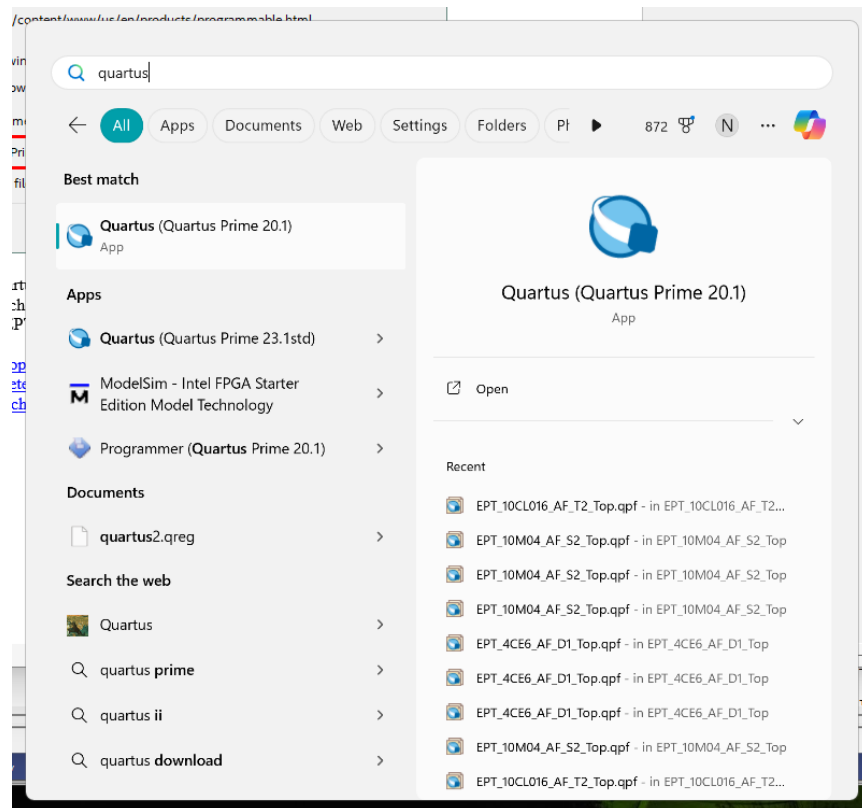 /content/www/us/en/products/programmable.html
quartus
All Apps Documents Web Settings Folders 872 N ...
Best match
Quartus (Quartus Prime 20.1)
App
Apps
Quartus (Quartus Prime 23.1std)
ModelSim - Intel FPGA Starter
Edition Model Technology
Programmer (Quartus Prime 20.1)
Documents
quartus2.qreg
Search the web
Quartus
quartus prime
quartus ii
quartus download
Quartus (Quartus Prime 20.1)
App
Open
Recent
EPT_10CL016_AF_T2_Top.qpf - in EPT_10CL016_AF_T2...
EPT_10M04_AF_S2_Top.qpf - in EPT_10M04_AF_S2_Top
EPT_10M04_AF_S2_Top.qpf - in EPT_10M04_AF_S2_Top
EPT_10M04_AF_S2_Top.qpf - in EPT_10M04_AF_S2_Top
EPT_4CE6_AF_D1_Top.qpf - in EPT_4CE6_AF_D1_Top
EPT_4CE6_AF_D1_Top.qpf - in EPT_4CE6_AF_D1_Top
EPT_4CE6_AF_D1_Top.qpf - in EPT_4CE6_AF_D1_Top
EPT_10M04_AF_S2_Top.qpf - in EPT_10M04_AF_S2_Top
EPT_10CL016_AF_T2_Top.qpf - in EPT_10CL016_AF_T2...